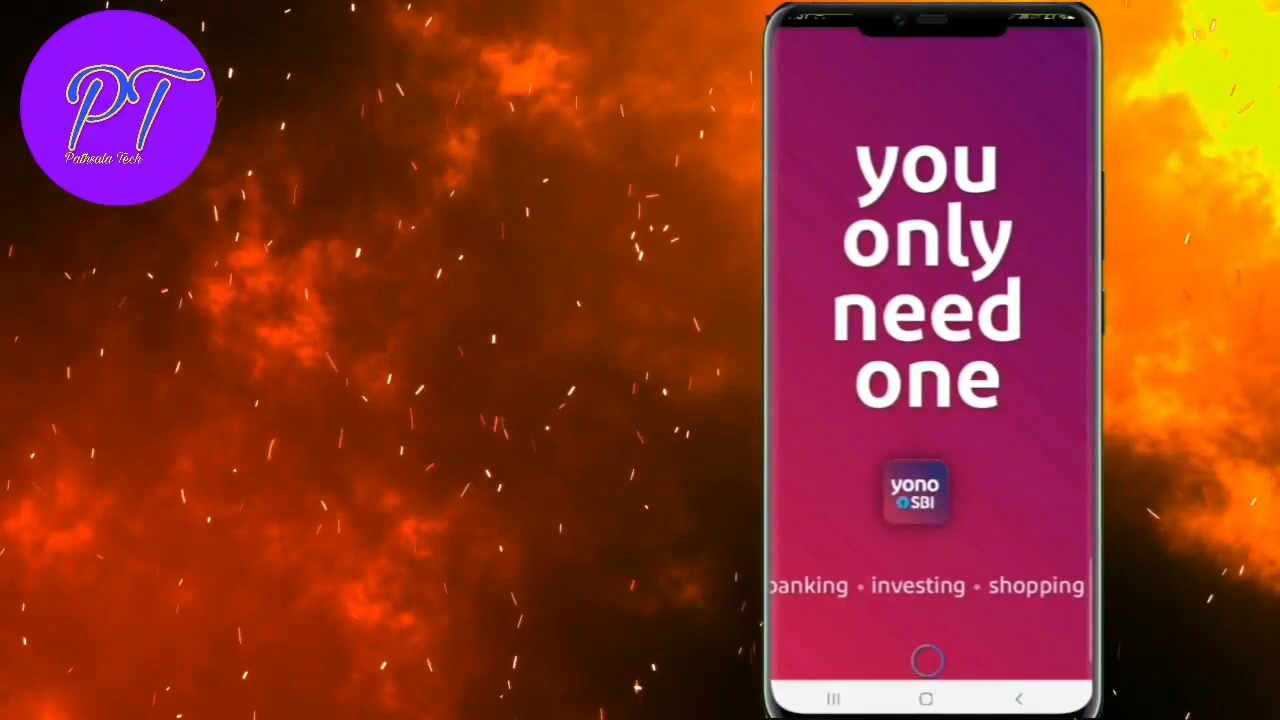 PT
Pathsala Tech
you
only
need
one
yono
SBI
banking • investing • shopping